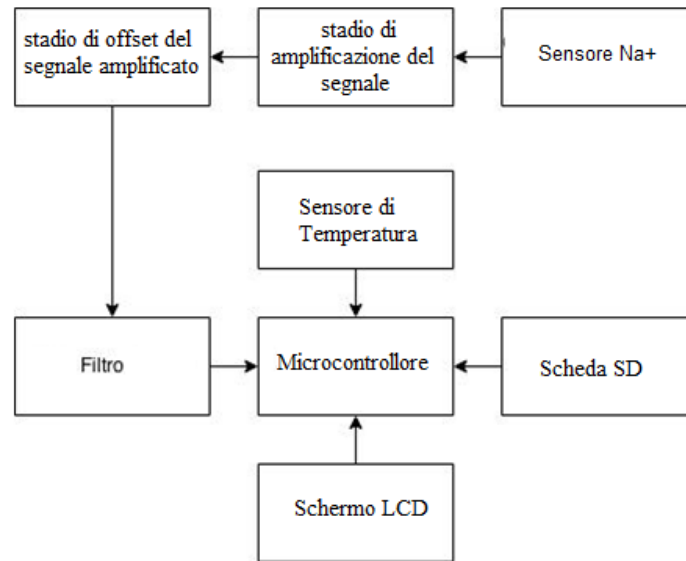 stadio di offset del
segnale amplificato
stadio di
amplificazione del
segnale
Sensore Na+
Sensore di
Temperatura
Filtro
Microcontrollore
Scheda SD
Schermo LCD